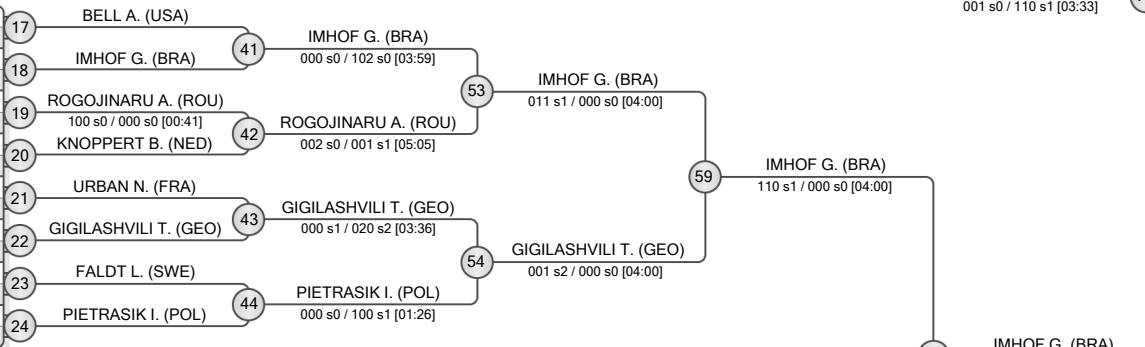 001 s0 / 110 s1 [03:33]
17
BELL A. (USA)
18
IMHOF G. (BRA)
41
IMHOF G. (BRA)
000 s0 / 102 s0 [03:59]
19
ROGOJINARU A. (ROU)
100 s0 / 000 s0 [00:41]
20
KNOPPERT B. (NED)
42
ROGOJINARU A. (ROU)
002 s0 / 001 s1 [05:05]
53
IMHOF G. (BRA)
011 s1 / 000 s0 [04:00]
21
URBAN N. (FRA)
22
GIGILASHVILI T. (GEO)
43
GIGILASHVILI T. (GEO)
000 s1 / 020 s2 [03:36]
23
FALDT L. (SWE)
24
PIETRASIK I. (POL)
44
PIETRASIK I. (POL)
000 s0 / 100 s1 [01:26]
54
GIGILASHVILI T. (GEO)
001 s2 / 000 s0 [04:00]
59
IMHOF G. (BRA)
110 s1 / 000 s0 [04:00]
IMHOF G. (BRA)